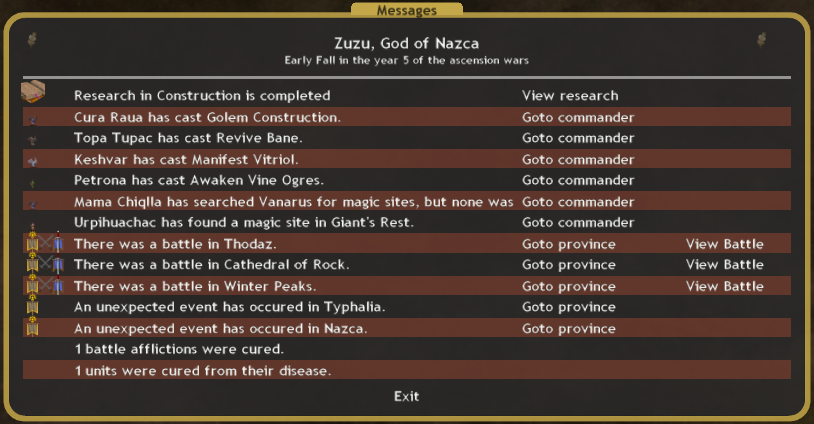 Messages
Zuzu, God of Nazca
Early Fall in the year 5 of the ascension wars
Research in Construction is completed View research
Cura Raua has cast Golem Construction. Goto commander
Topa Tupac has cast Revive Bane. Goto commander
Keshvar has cast Manifest Vitriol. Goto commander
Petrona has cast Awaken Vine Ogres. Goto commander
Mama Chiqlla has searched Vanarus for magic sites, but none was Goto commander
Urpihuachac has found a magic site in Giant's Rest. Goto commander
There was a battle in Thodaz. Goto province View Battle
There was a battle in Cathedral of Rock. Goto province View Battle
There was a battle in Winter Peaks. Goto province View Battle
An unexpected event has occured in Typhalia. Goto province
An unexpected event has occured in Nazca. Goto province
1 battle afflictions were cured.
1 units were cured from their disease.
Exit